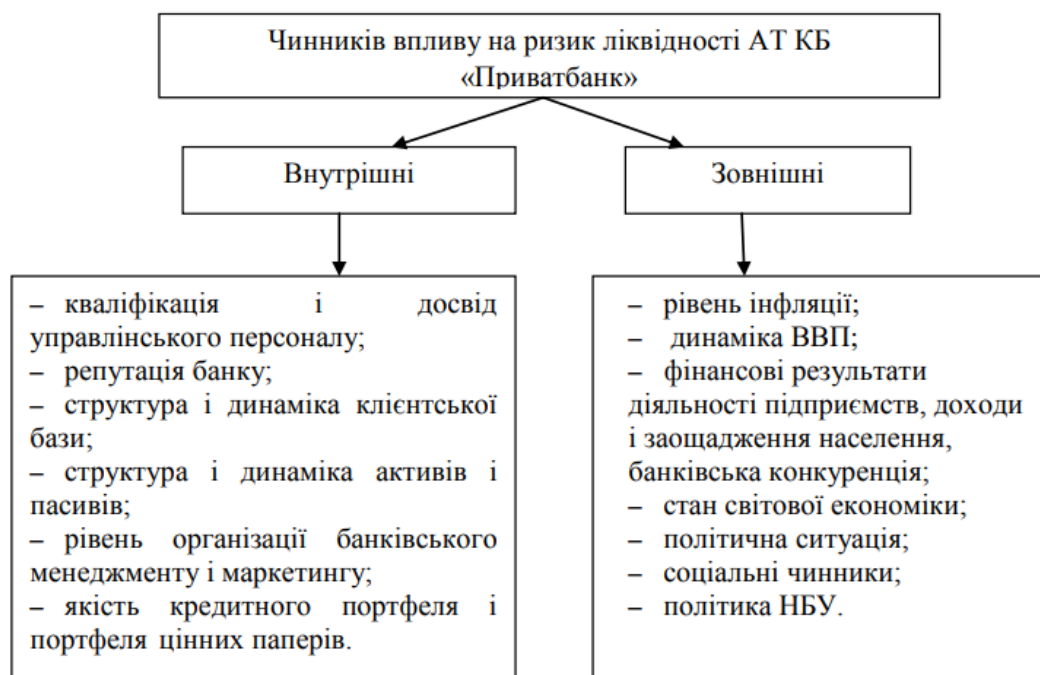 Чинників впливу на ризик ліквідності АТ КБ
«Приватбанк»
Внутрішні
Зовнішні
– кваліфікація і досвід
управлінського персоналу;
– репутація банку;
– структура і динаміка клієнтської
бази;
– структура і динаміка активів і
пасивів;
– рівень організації банківського
менеджменту і маркетингу;
– якість кредитного портфеля і
портфеля цінних паперів.
– рівень інфляції;
– динаміка ВВП;
– фінансові результати
діяльності підприємств, доходи
і заощадження населення,
банківська конкуренція;
– стан світової економіки;
– політична ситуація;
– соціальні чинники;
– політика НБУ.